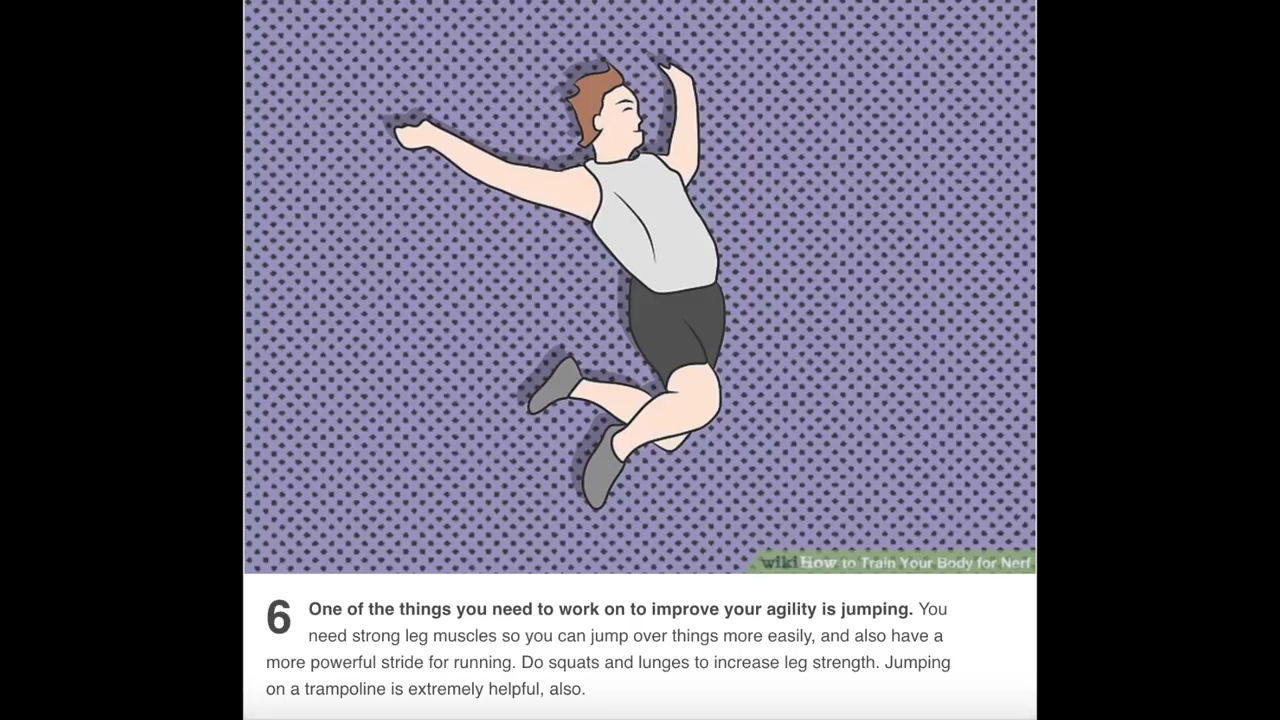 wikiHow to Train Your Body for Nerf
6 One of the things you need to work on to improve your agility is jumping. You
need strong leg muscles so you can jump over things more easily, and also have a
more powerful stride for running. Do squats and lunges to increase leg strength. Jumping
on a trampoline is extremely helpful, also.